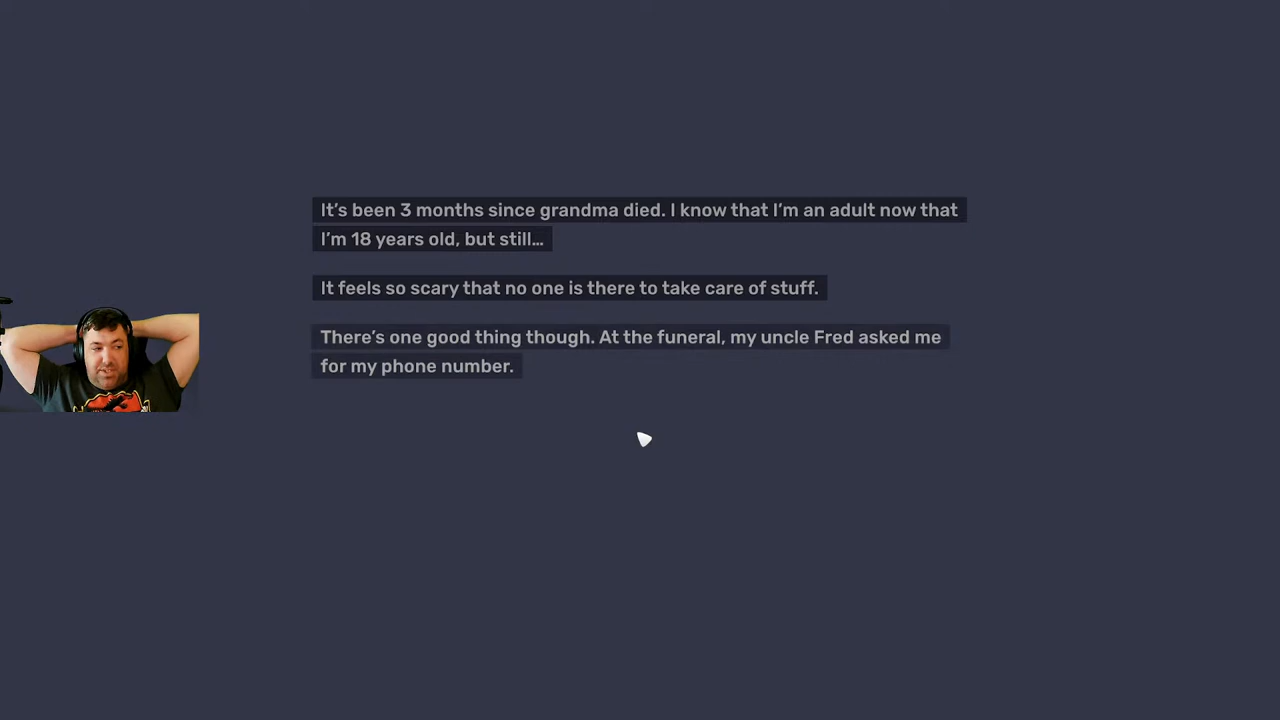 It's been 3 months since grandma died. I know that I'm an adult now that
I'm 18 years old, but still…
It feels so scary that no one is there to take care of stuff.
There's one good thing though. At the funeral, my uncle Fred asked me
for my phone number.